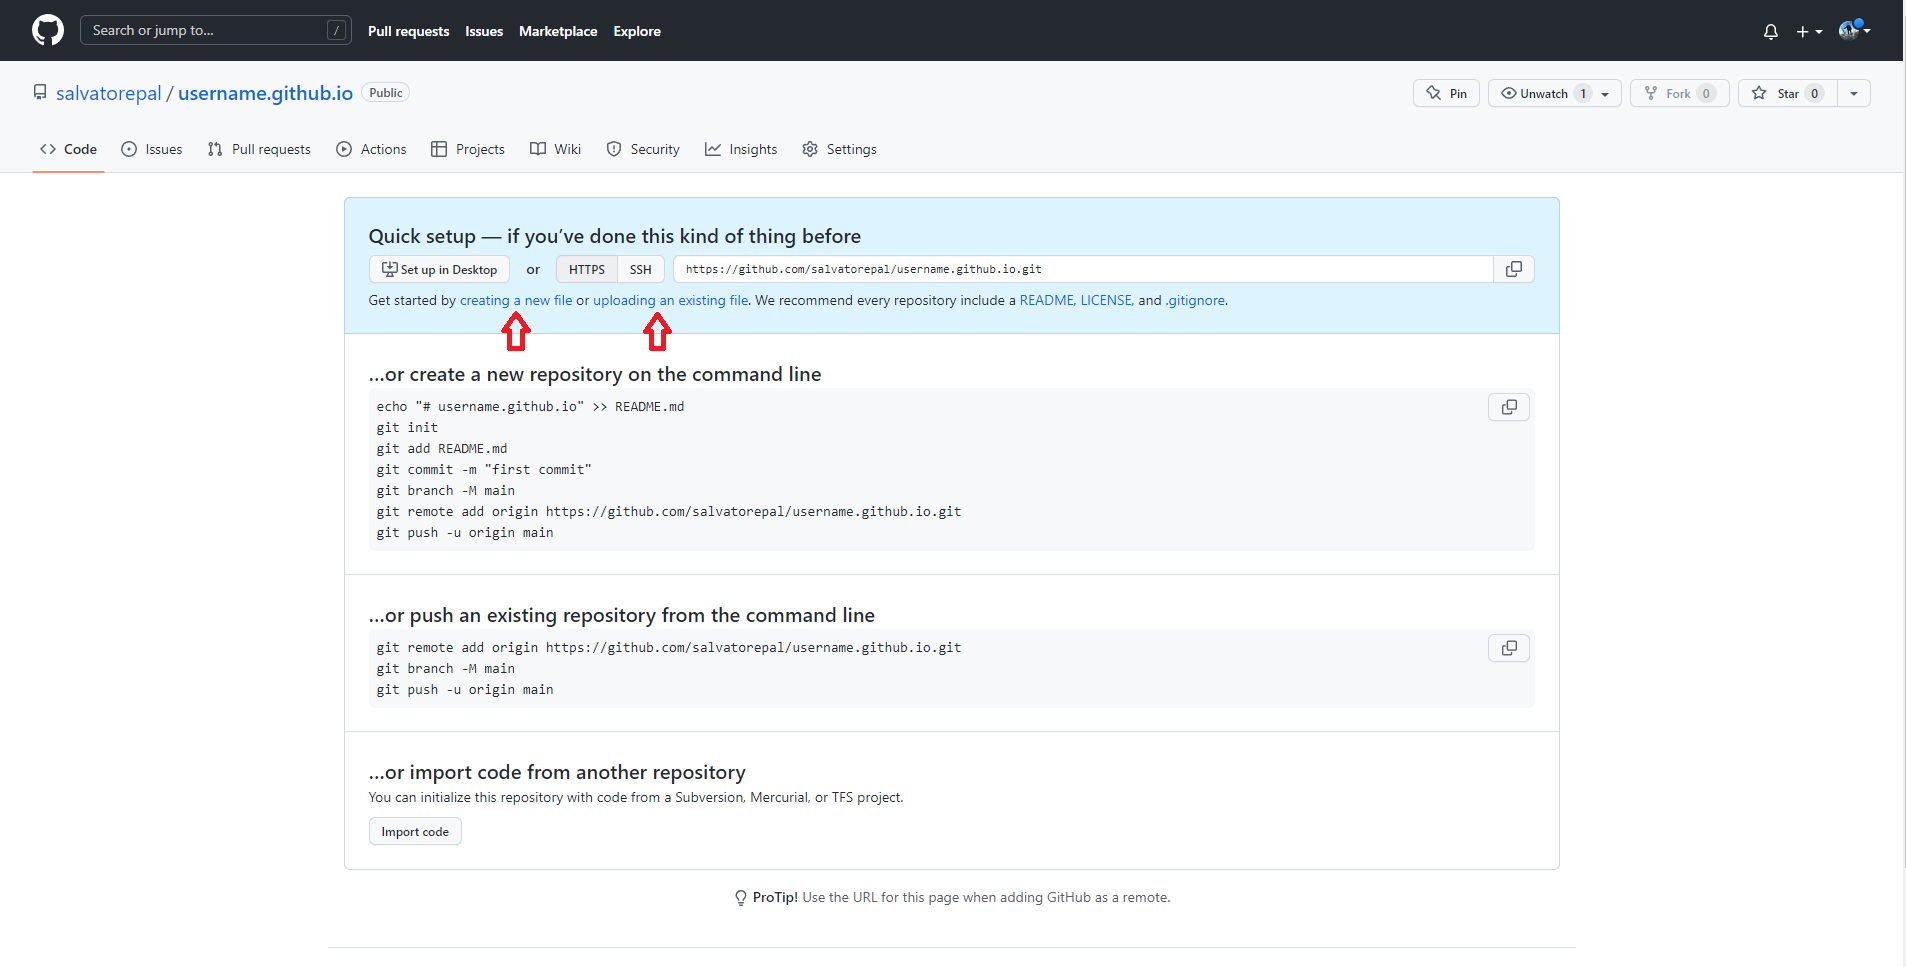 Search or jump to... /
Pull requests Issues Marketplace Explore
salvatorepal / username.github.io Public
Pin Unwatch 1 Fork 0 Star 0
Code Issues Pull requests Actions Projects Wiki Security Insights Settings
Quick setup — if you’ve done this kind of thing before
Set up in Desktop or HTTPS SSH https://github.com/salvatorepal/username.github.io.git
Get started by creating a new file or uploading an existing file. We recommend every repository include a README, LICENSE, and .gitignore.
…or create a new repository on the command line
echo "# username.github.io" >> README.md
git init
git add README.md
git commit -m "first commit"
git branch -M main
git remote add origin https://github.com/salvatorepal/username.github.io.git
git push -u origin main
…or push an existing repository from the command line
git remote add origin https://github.com/salvatorepal/username.github.io.git
git branch -M main
git push -u origin main
…or import code from another repository
You can initialize this repository with code from a Subversion, Mercurial, or TFS project.
Import code
ProTip! Use the URL for this page when adding GitHub as a remote.